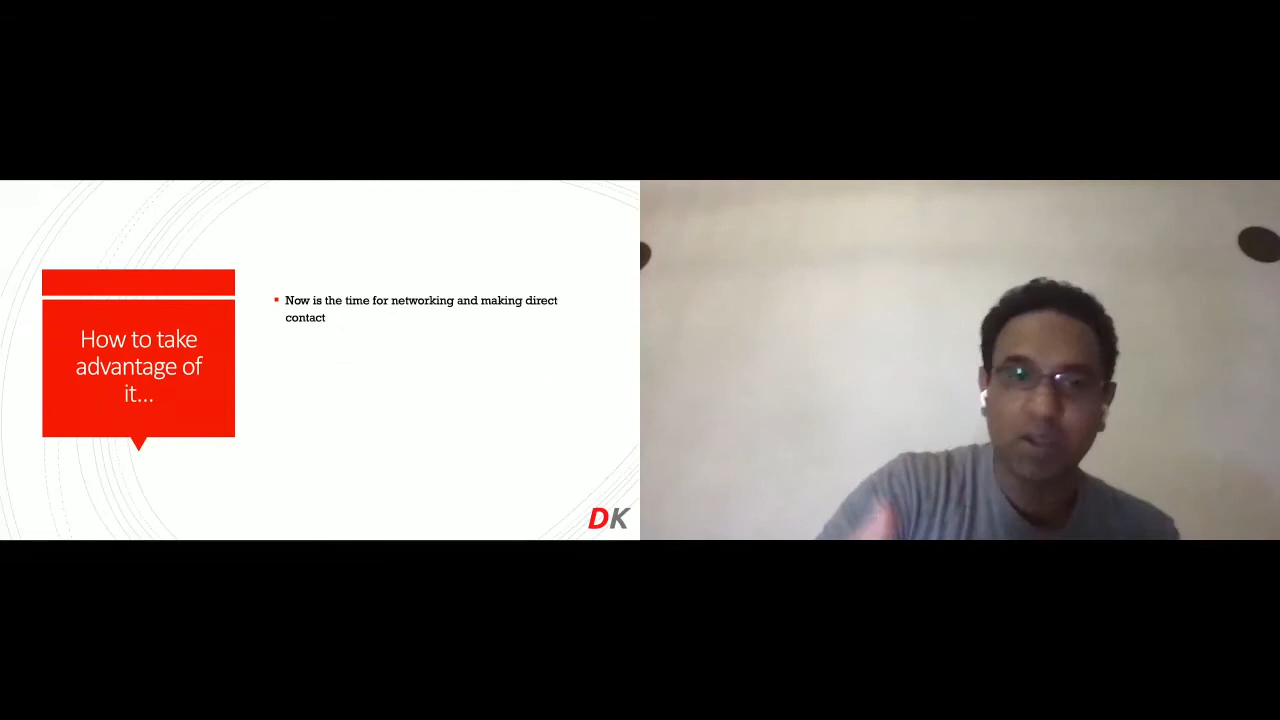 How to take
advantage of
it...
Now is the time for networking and making direct
contact
DK